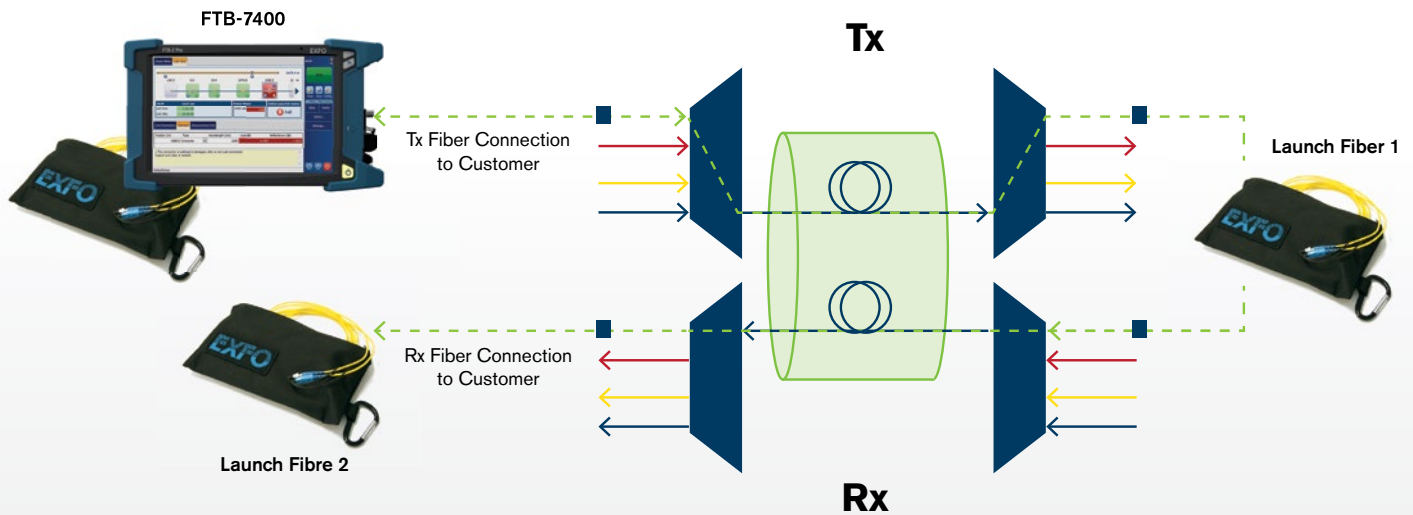 FTB-7400
EXFO
EXFO
Tx
Tx Fiber Connection
to Customer
Launch Fiber 1
EXFO
EXFO
Rx Fiber Connection
to Customer
Launch Fibre 2
Rx